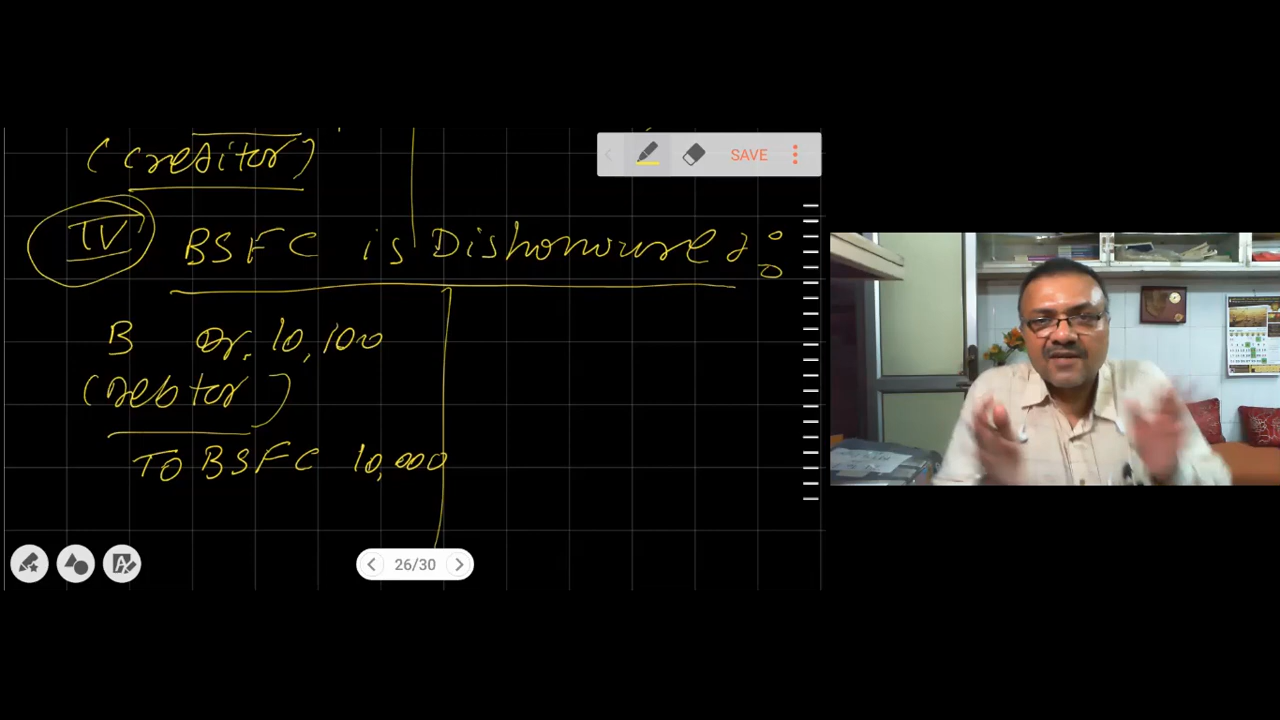 (creditor)
SAVE
IV BSFC is Dishonoured :
B Dr. 10,100
(Debtor)
To BSFC 10,000
26/30